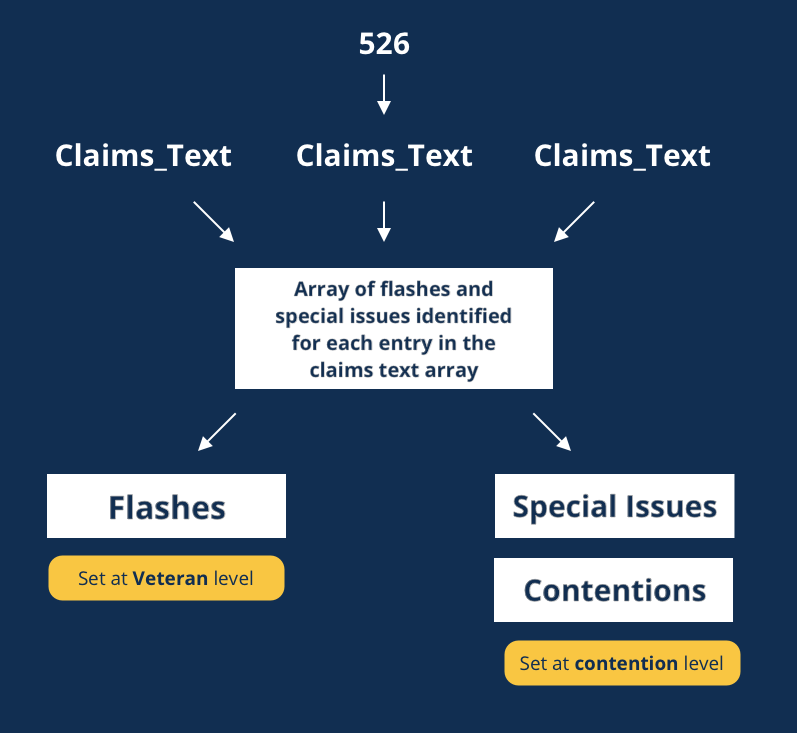 526
Claims_Text Claims_Text Claims_Text
Array of flashes and
special issues identified
for each entry in the
claims text array
Flashes
Set at Veteran level
Special Issues
Contentions
Set at contention level